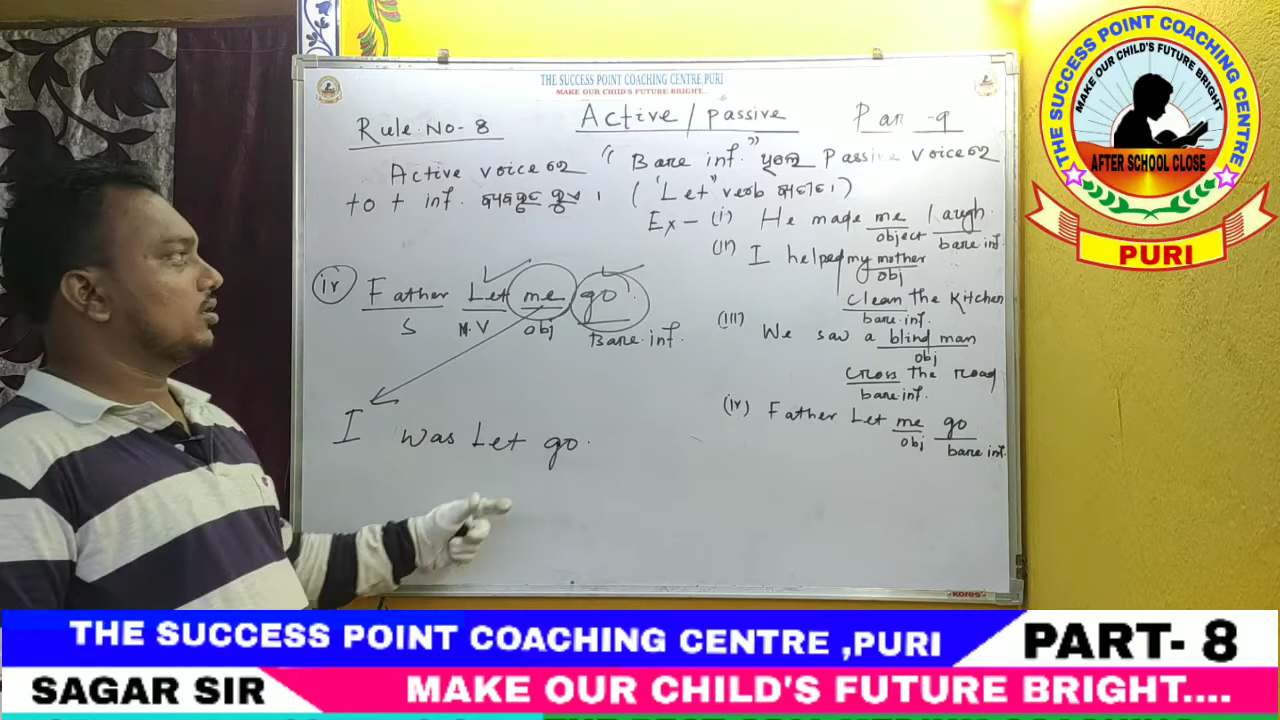 THE SUCCESS POINT COACHING CENTRE, PURI
MAKE OUR CHILD'S FUTURE BRIGHT...
Rule No-8
Active/passive
Active voice ରେ " Bare inf. " Passive voice ରେ
to + inf.
( "Let" verb
Ex - (i) He made me laugh.
object bare inf.
(ii) I helped my mother
obj
clean the Kitchen
bare inf.
(iii) We saw a blind man
obj
cross the road
bare inf.
(iv) Father Let me go
obj bare inf.
(iv) Father Let me go.
S M.V obj Bare inf.
I was Let go.
kores
THE SUCCESS POINT COACHING CENTRE
MAKE OUR CHILD'S FUTURE BRIGHT
AFTER SCHOOL CLOSE
PURI
THE SUCCESS POINT COACHING CENTRE ,PURI
PART- 8
SAGAR SIR
MAKE OUR CHILD'S FUTURE BRIGHT....